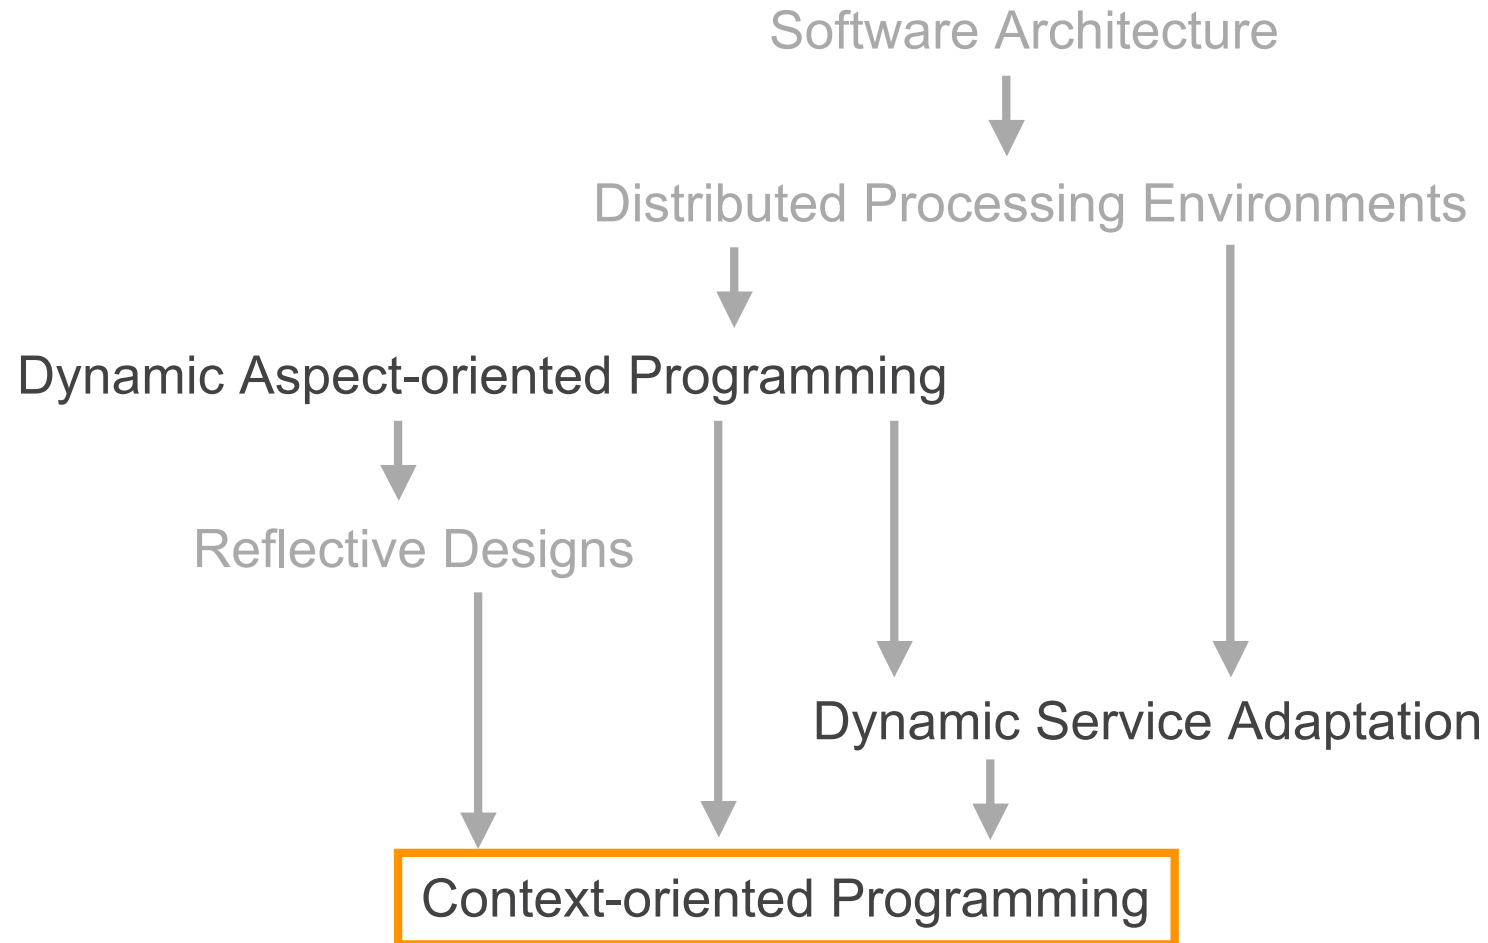 Software Architecture
Distributed Processing Environments
Dynamic Aspect-oriented Programming
Reflective Designs
Dynamic Service Adaptation
Context-oriented Programming